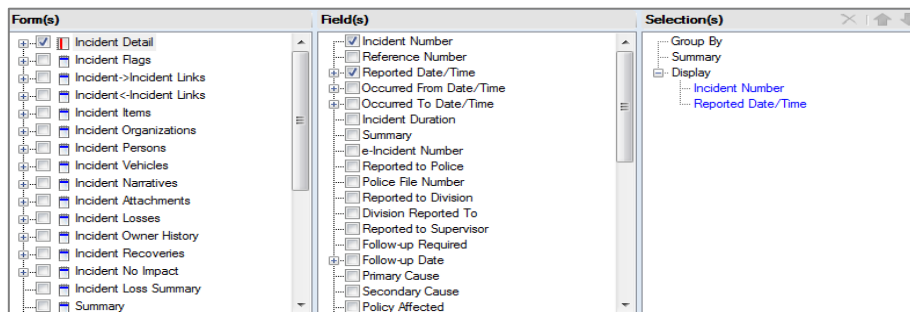 Form(s)
Incident Detail
Incident Flags
Incident->Incident Links
Incident<-Incident Links
Incident Items
Incident Organizations
Incident Persons
Incident Vehicles
Incident Narratives
Incident Attachments
Incident Losses
Incident Owner History
Incident Recoveries
Incident No Impact
Incident Loss Summary
Summary
Field(s)
Incident Number
Reference Number
Reported Date/Time
Occurred From Date/Time
Occurred To Date/Time
Incident Duration
Summary
e-Incident Number
Reported to Police
Police File Number
Reported to Division
Division Reported To
Reported to Supervisor
Follow-up Required
Follow-up Date
Primary Cause
Secondary Cause
Policy Affected
Selection(s)
Group By
Summary
Display
Incident Number
Reported Date/Time